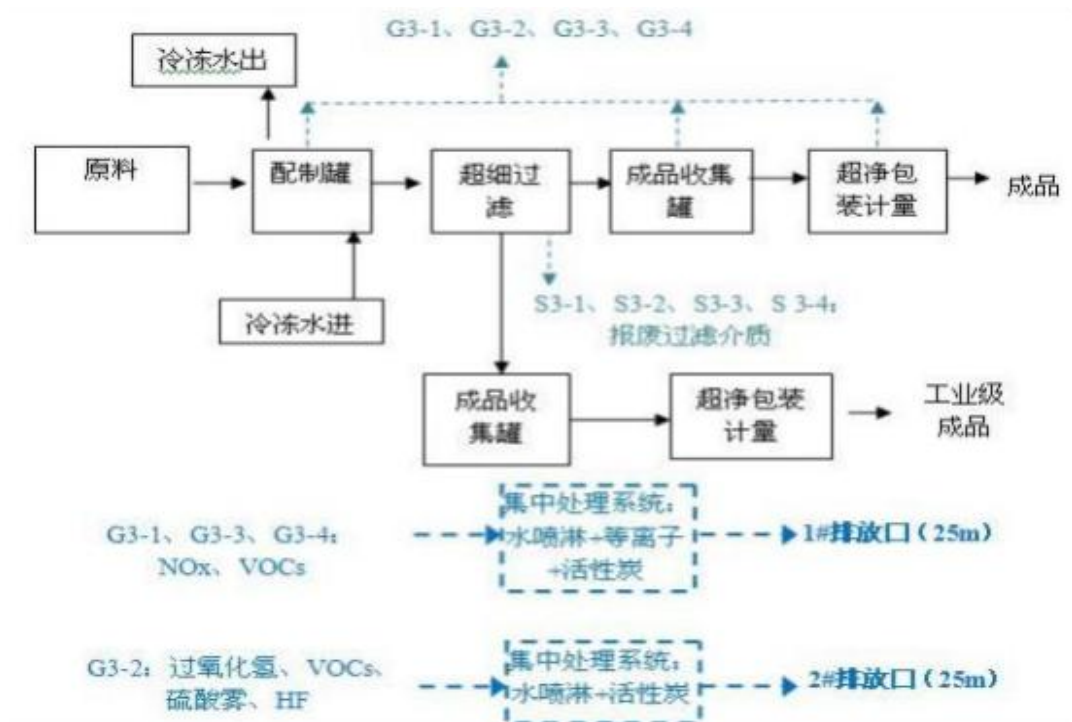 G3-1、G3-2、G3-3、G3-4
冷冻水出
原料
配制罐
超细过
滤
成品收集
罐
超净包
装计量
成品
冷冻水进
S3-1、S3-2、S3-3、S 3-4：
报废过滤介质
成品收
集罐
超净包装
计量
工业级
成品
G3-1、G3-3、G3-4：
NOx、VOCs
集中处理系统：
水喷淋+等离子
+活性炭
1#排放口（25m）
G3-2：过氧化氢、VOCs、
硫酸雾、HF
集中处理系统：
水喷淋+活性炭
2#排放口（25m）